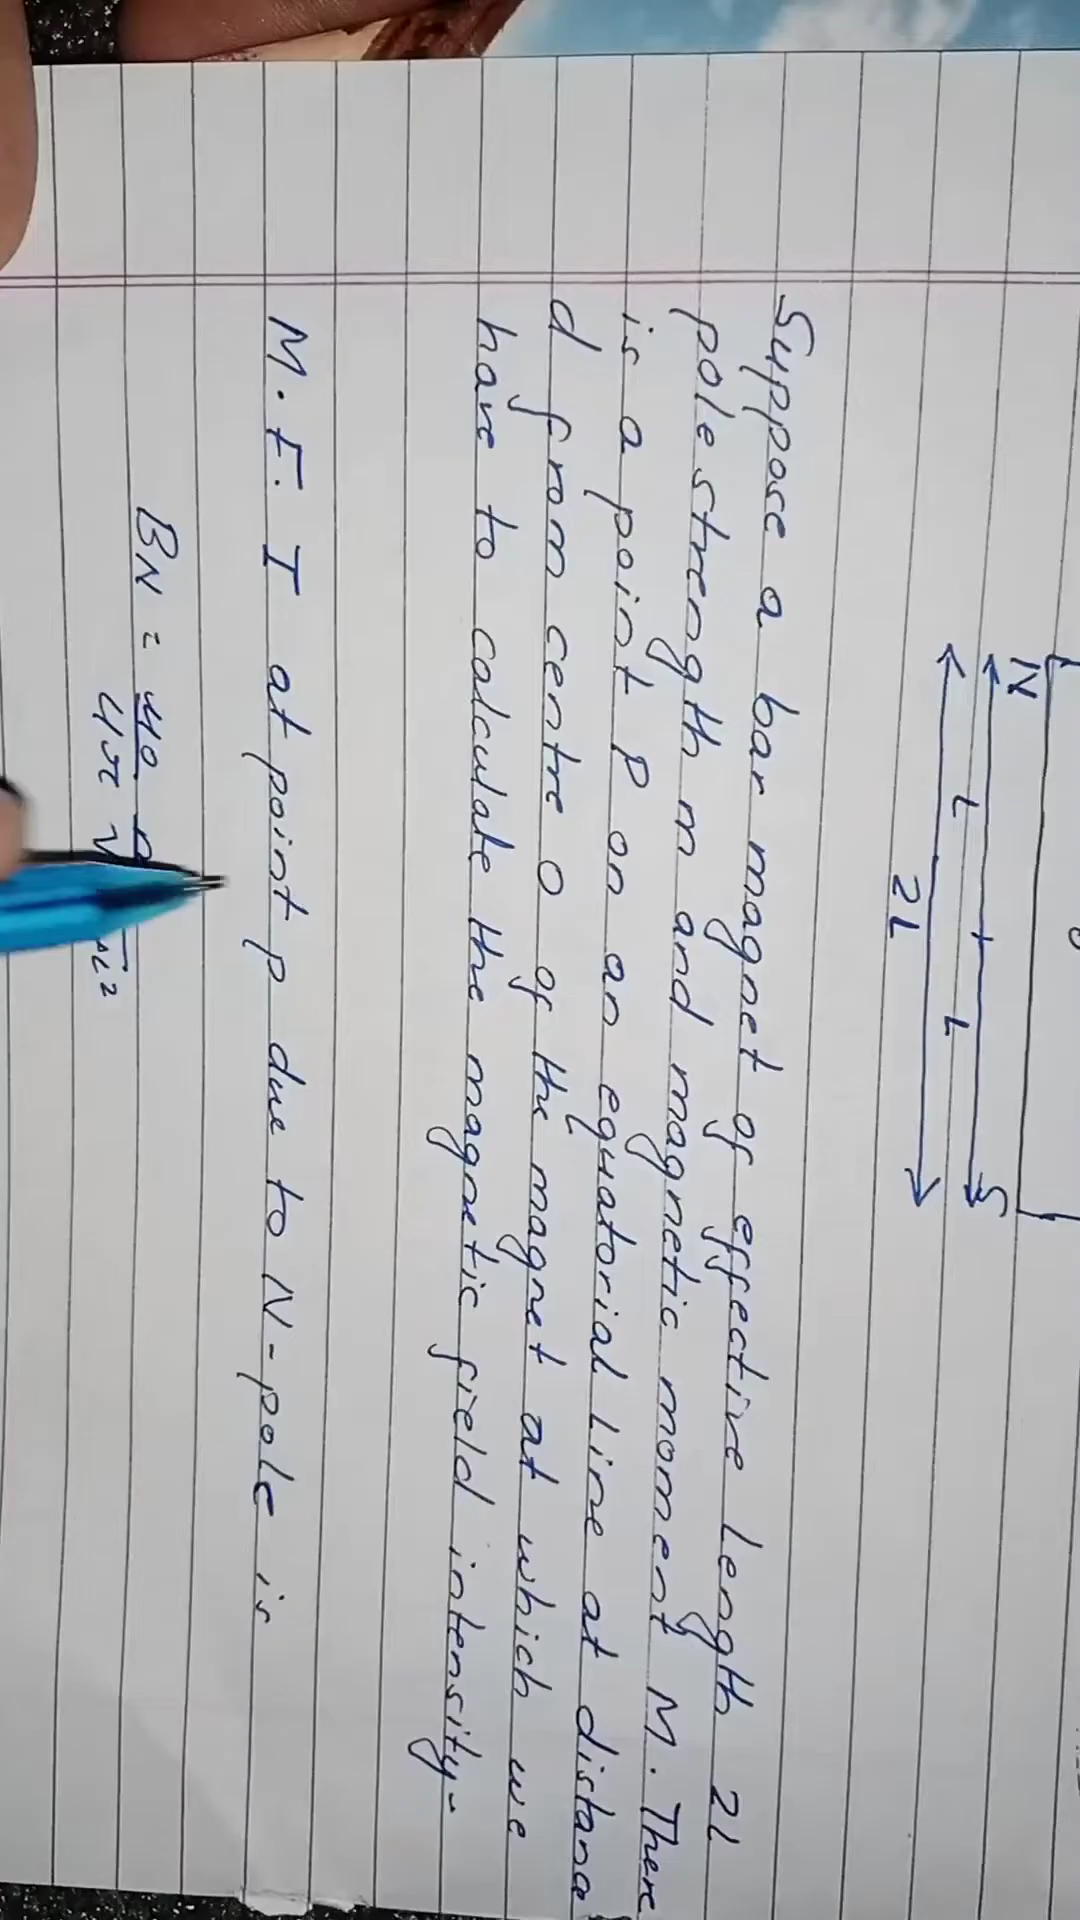 N S
L L
2L
Suppose a bar magnet of effective length 2L
pole strength m and magnetic moment M. There
is a point P on an equatorial Line at distance
d from centre O of the magnet at which we
have to calculate the magnetic field intensity-
M.F.I at point P due to N-pole is
BN = μ0
4π